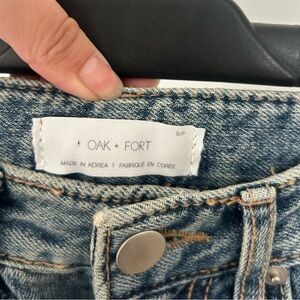 S/P
OAK + FORT
MADE IN KOREA | FABRIQUÉ EN CORÉE